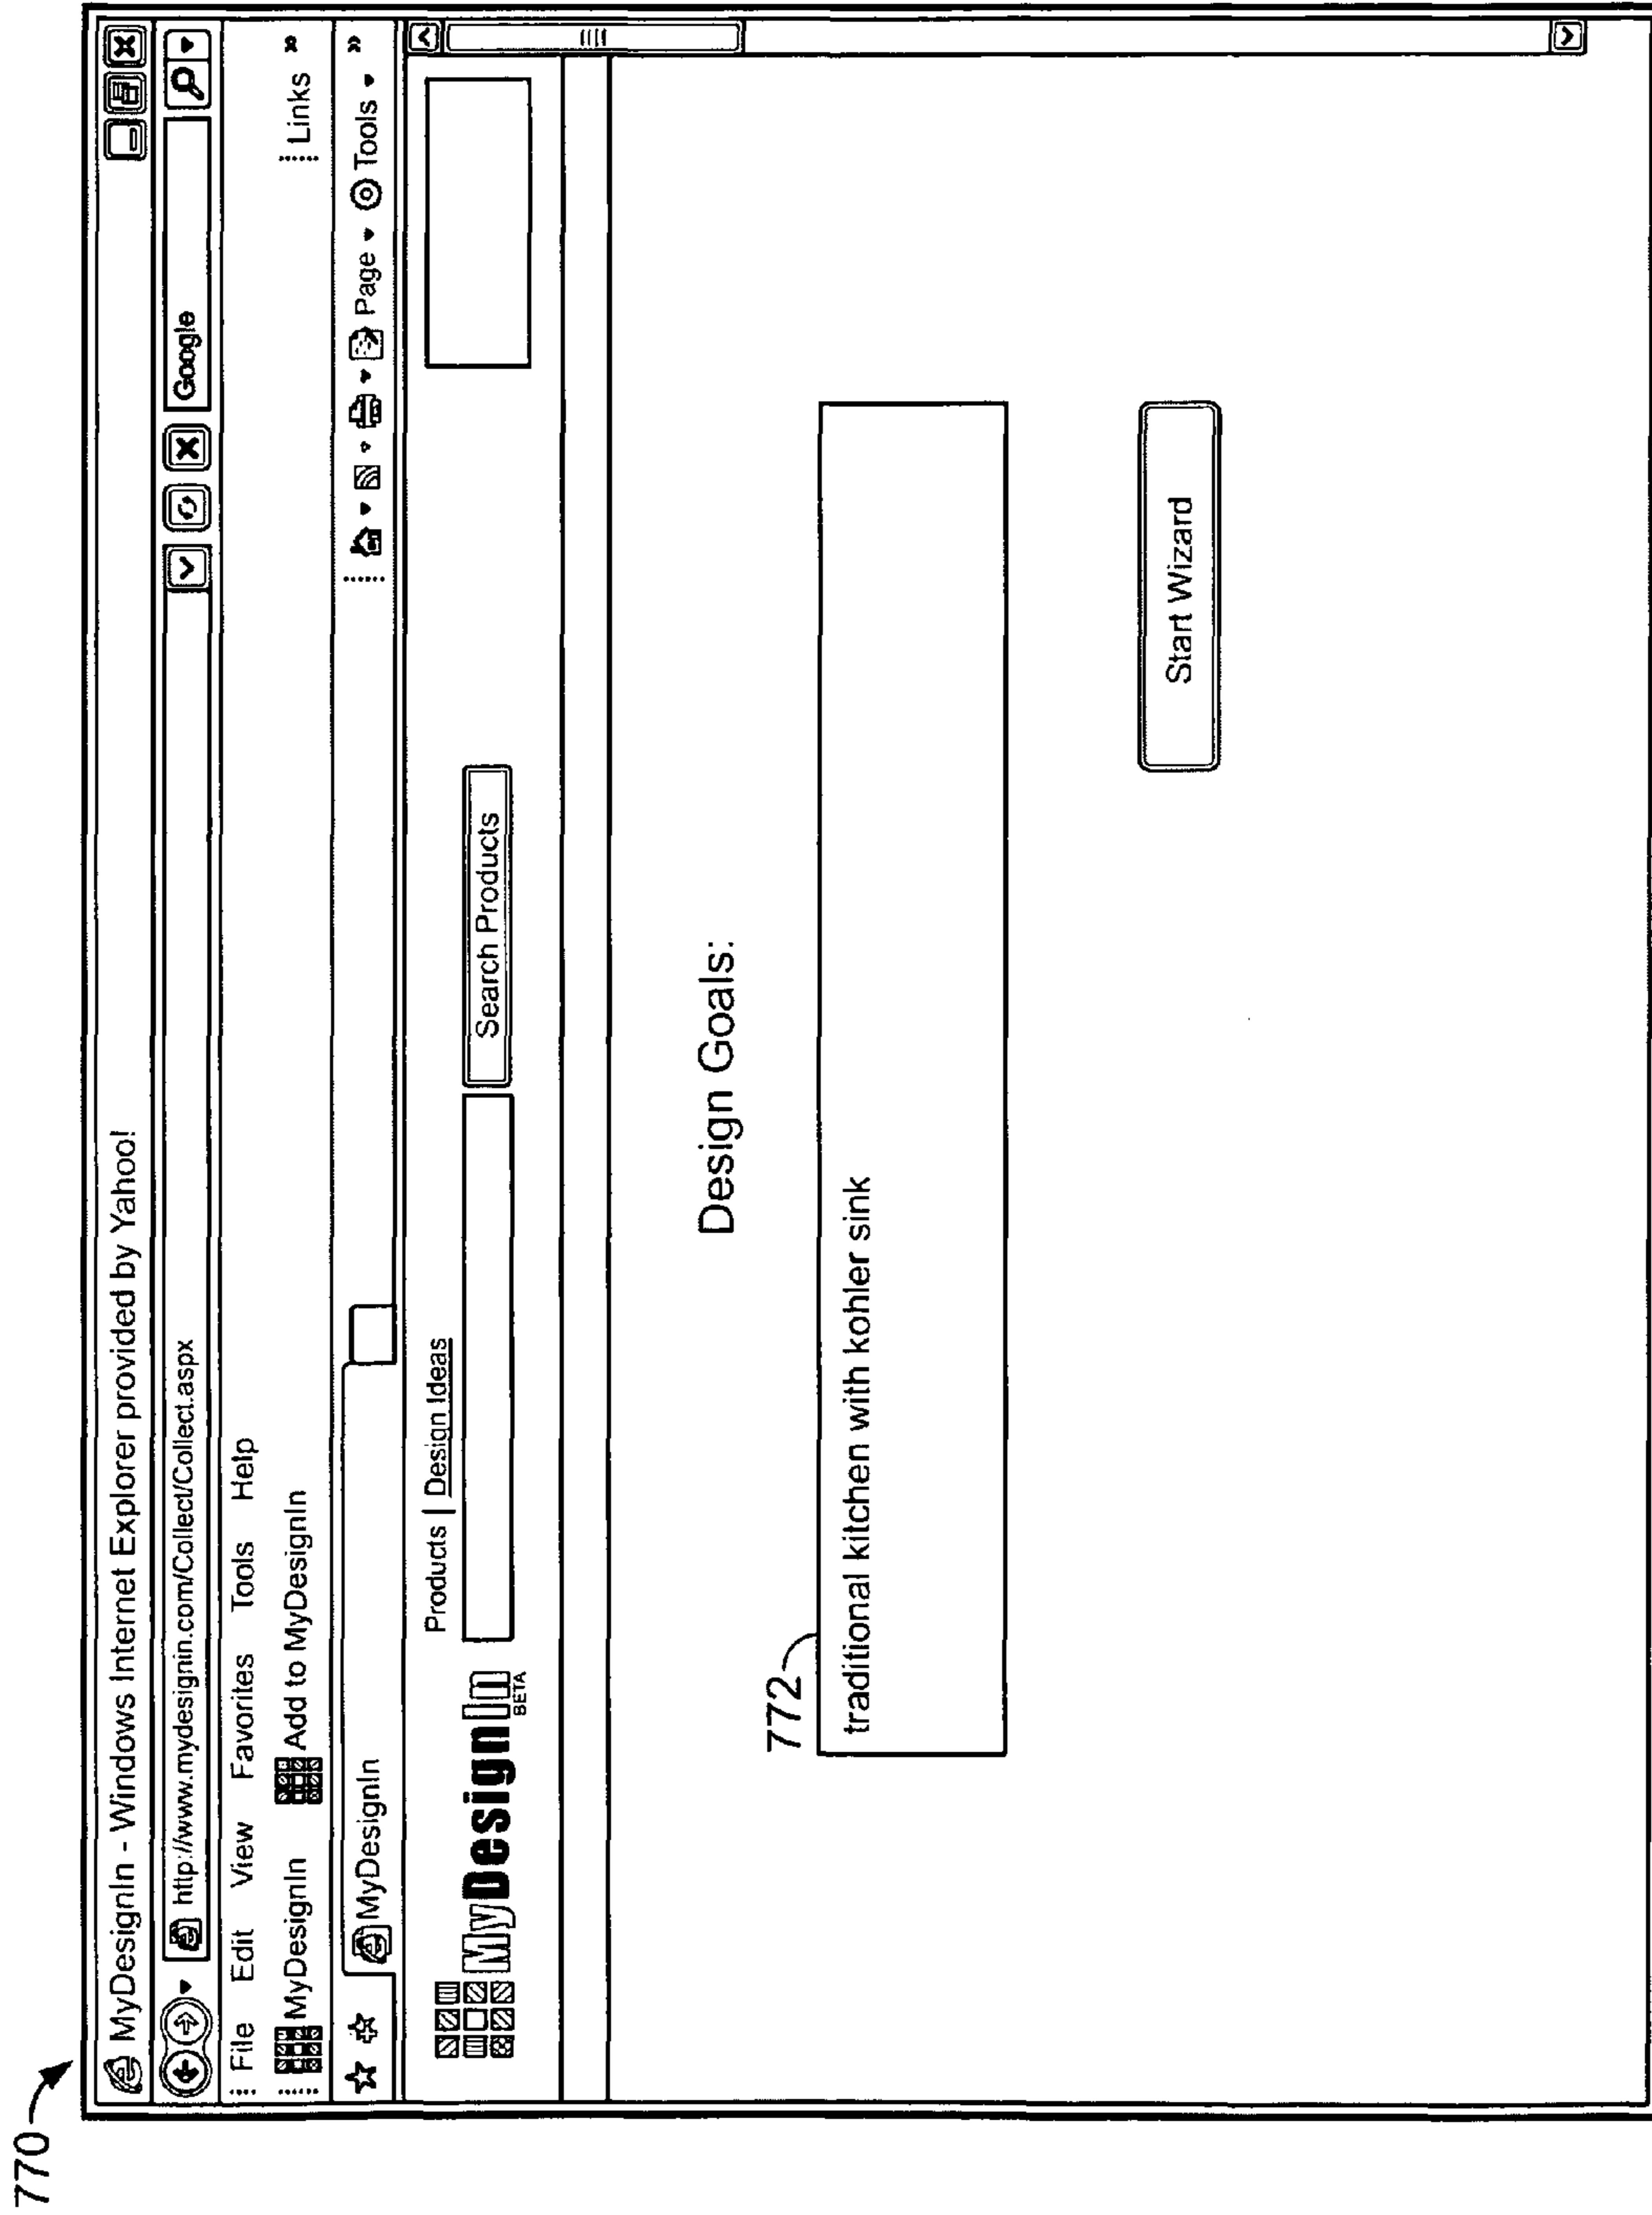 770
MyDesignIn - Windows Internet Explorer provided by Yahoo!
http://www.mydesignin.com/Collect/Collect.aspx
Google
File Edit View Favorites Tools Help
MyDesignIn Add to MyDesignIn Links »
MyDesignIn Page Tools »
Products | Design Ideas
MyDesignIn
BETA
Search Products
Design Goals:
772
traditional kitchen with kohler sink
Start Wizard